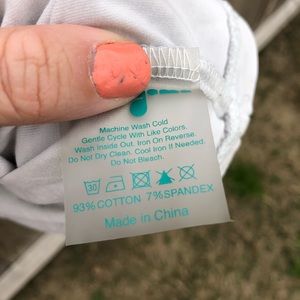 Machine Wash Cold
Gentle Cycle With Like Colors.
Wash Inside Out. Iron On Reverse.
Do Not Dry Clean. Cool Iron If Needed.
Do Not Bleach.
30
93% COTTON 7% SPANDEX
Made in China